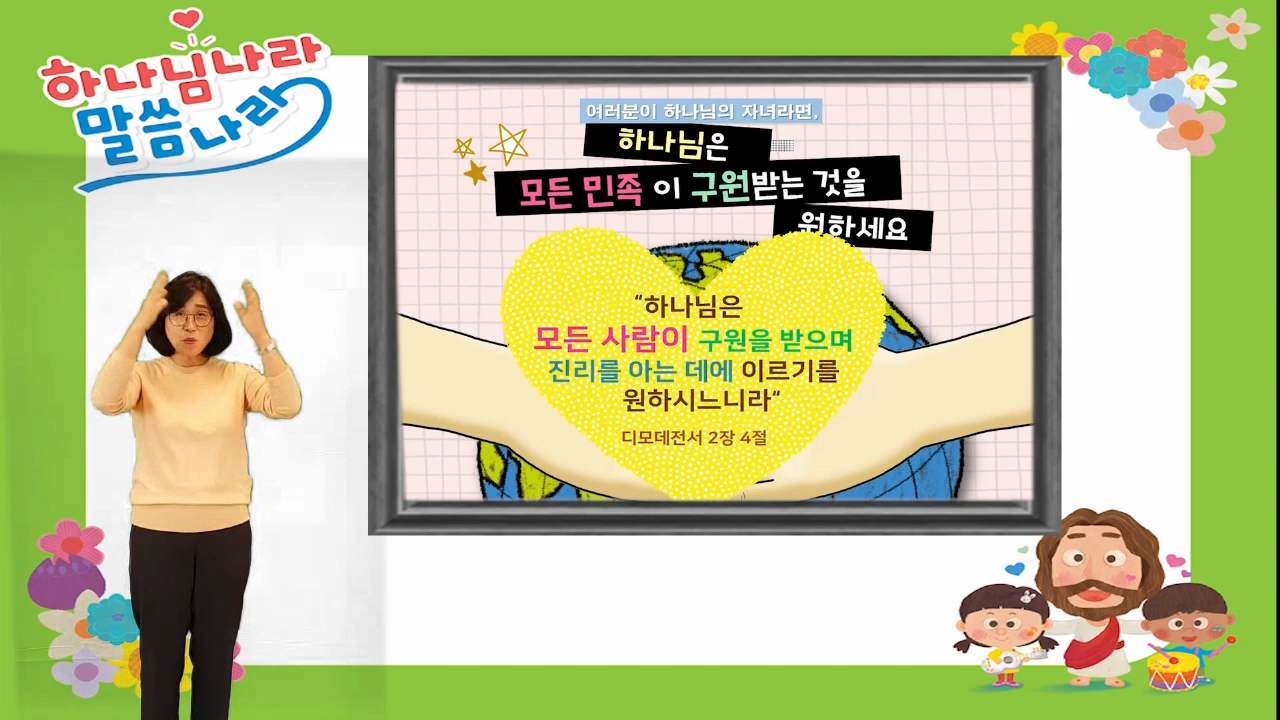 하나님나라
말씀나라
여러분이 하나님의 자녀라면,
하나님은
모든 민족 이 구원받는 것을
원하세요
“하나님은
모든 사람이 구원을 받으며
진리를 아는 데에 이르기를
원하시느니라“
디모데전서 2장 4절